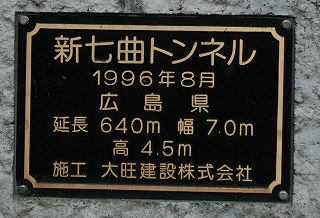 新七曲トンネル
1996年8月
広島県
延長 640m 幅 7.0m
高 4.5m
施工 大旺建設株式会社